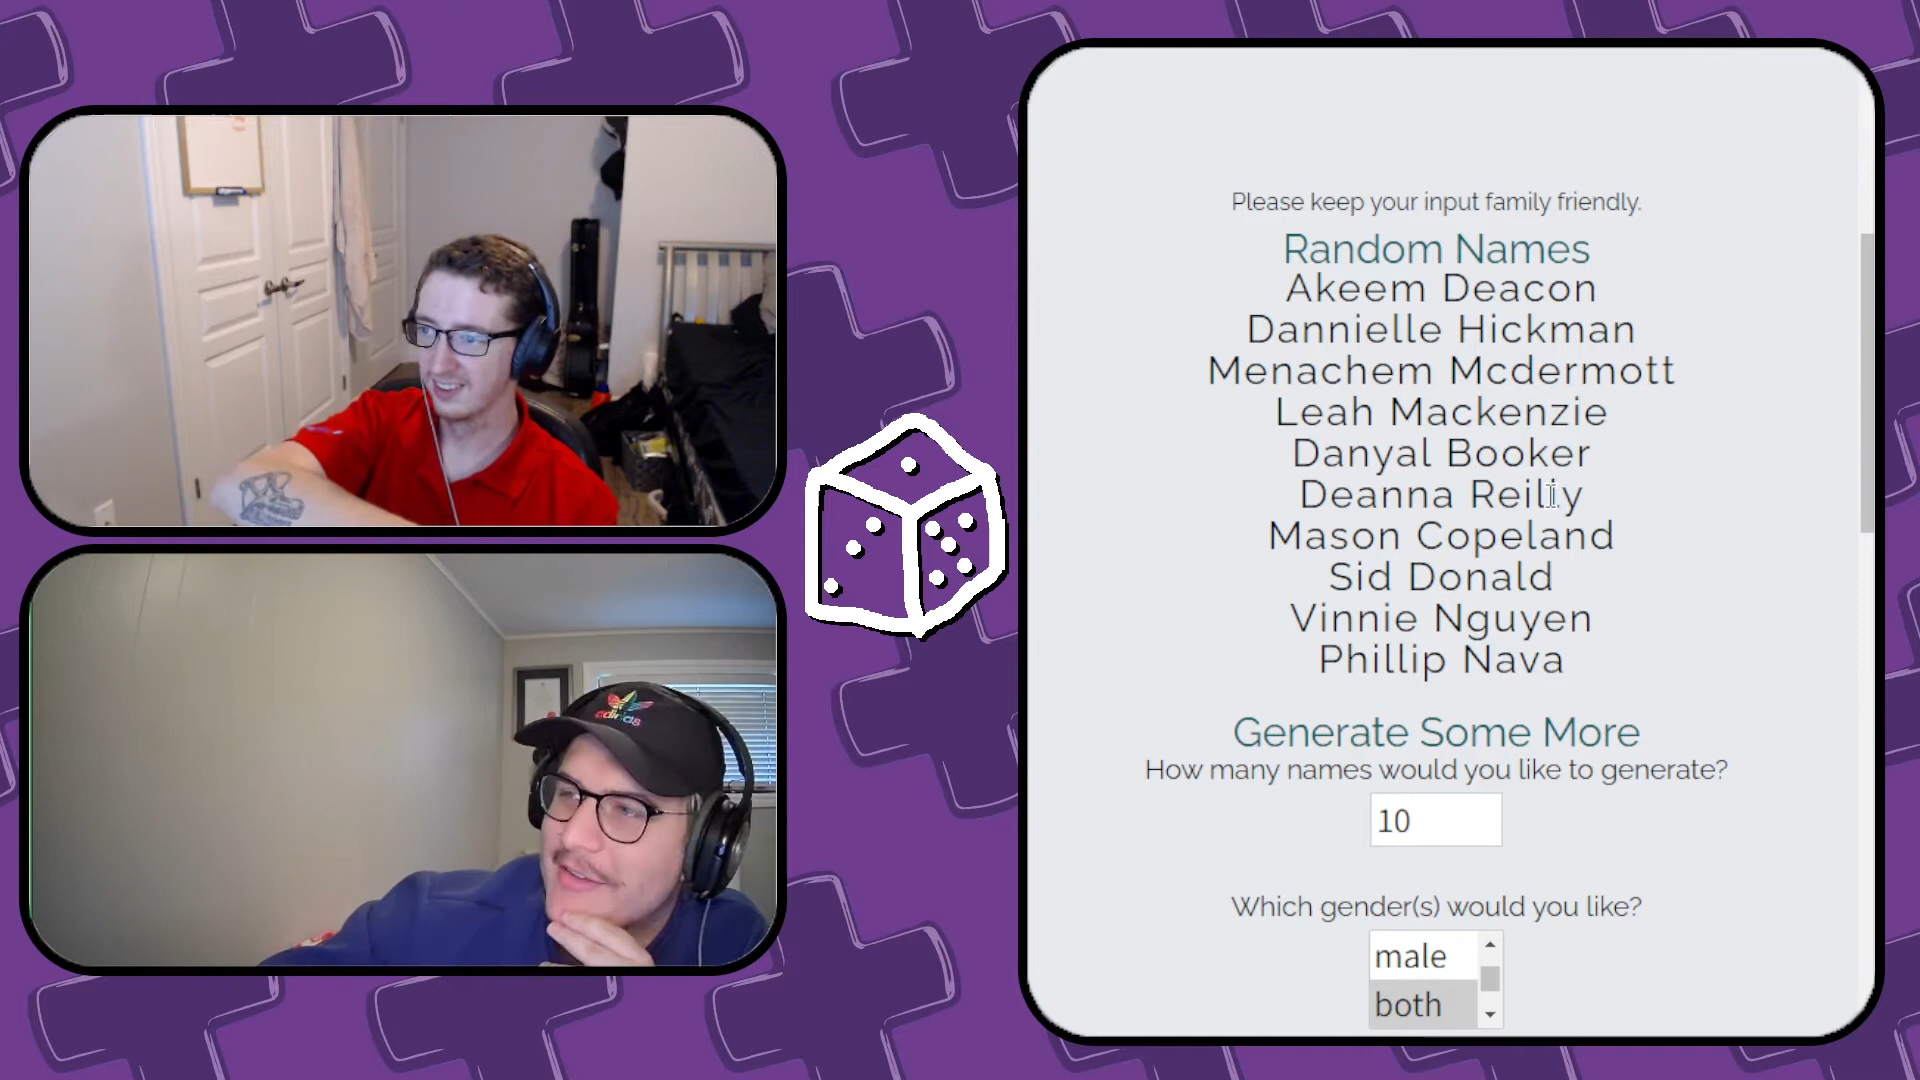 adidas
Please keep your input family friendly.
Random Names
Akeem Deacon
Dannielle Hickman
Menachem Mcdermott
Leah Mackenzie
Danyal Booker
Deanna Reilly
Mason Copeland
Sid Donald
Vinnie Nguyen
Phillip Nava
Generate Some More
How many names would you like to generate?
10
Which gender(s) would you like?
male
both